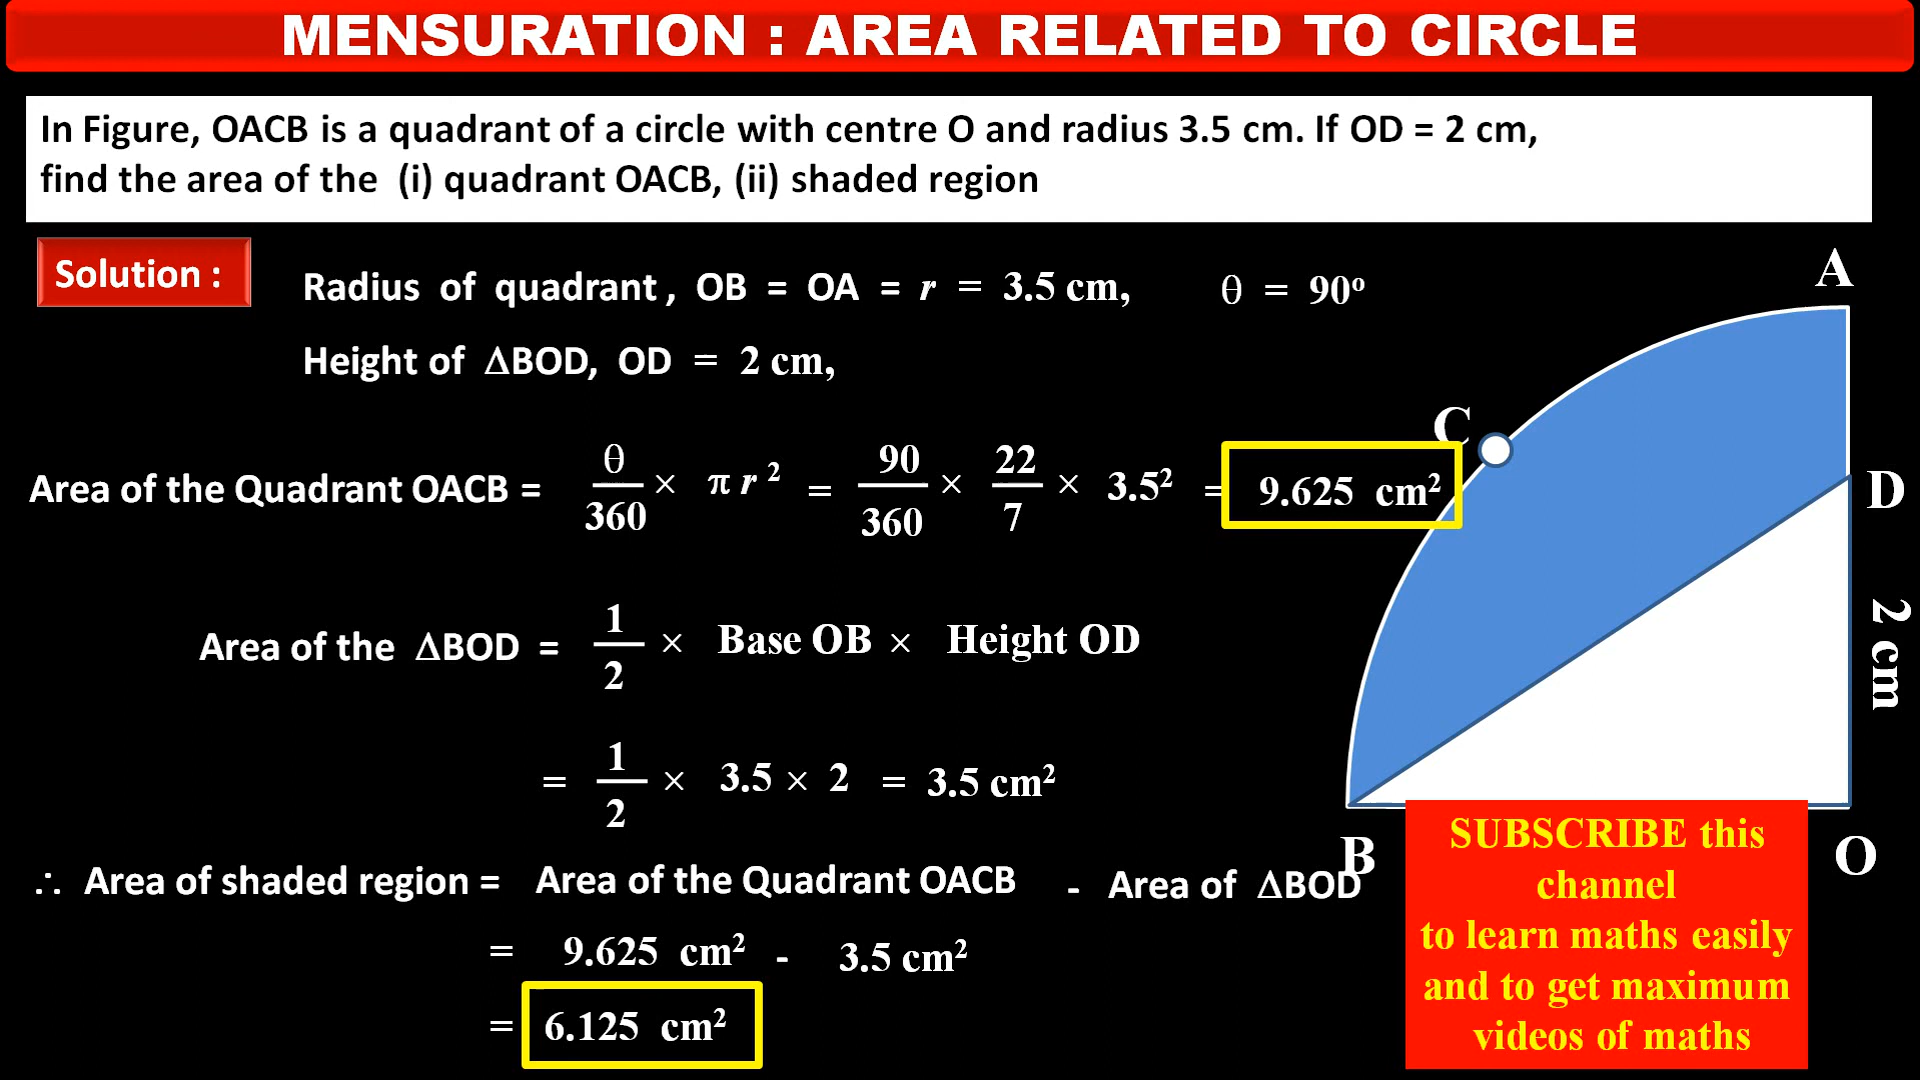 MENSURATION : AREA RELATED TO CIRCLE
In Figure, OACB is a quadrant of a circle with centre O and radius 3.5 cm. If OD = 2 cm,
find the area of the (i) quadrant OACB, (ii) shaded region
Solution :
Radius of quadrant , OB = OA = r = 3.5 cm, θ = 90°
Height of ΔBOD, OD = 2 cm,
Area of the Quadrant OACB = θ/360 × π r² = 90/360 × 22/7 × 3.5² = 9.625 cm²
Area of the ΔBOD = 1/2 × Base OB × Height OD
= 1/2 × 3.5 × 2 = 3.5 cm²
∴ Area of shaded region = Area of the Quadrant OACB - Area of ΔBOD
= 9.625 cm² - 3.5 cm²
= 6.125 cm²
A
C
D
2 cm
B
O
SUBSCRIBE this
channel
to learn maths easily
and to get maximum
videos of maths